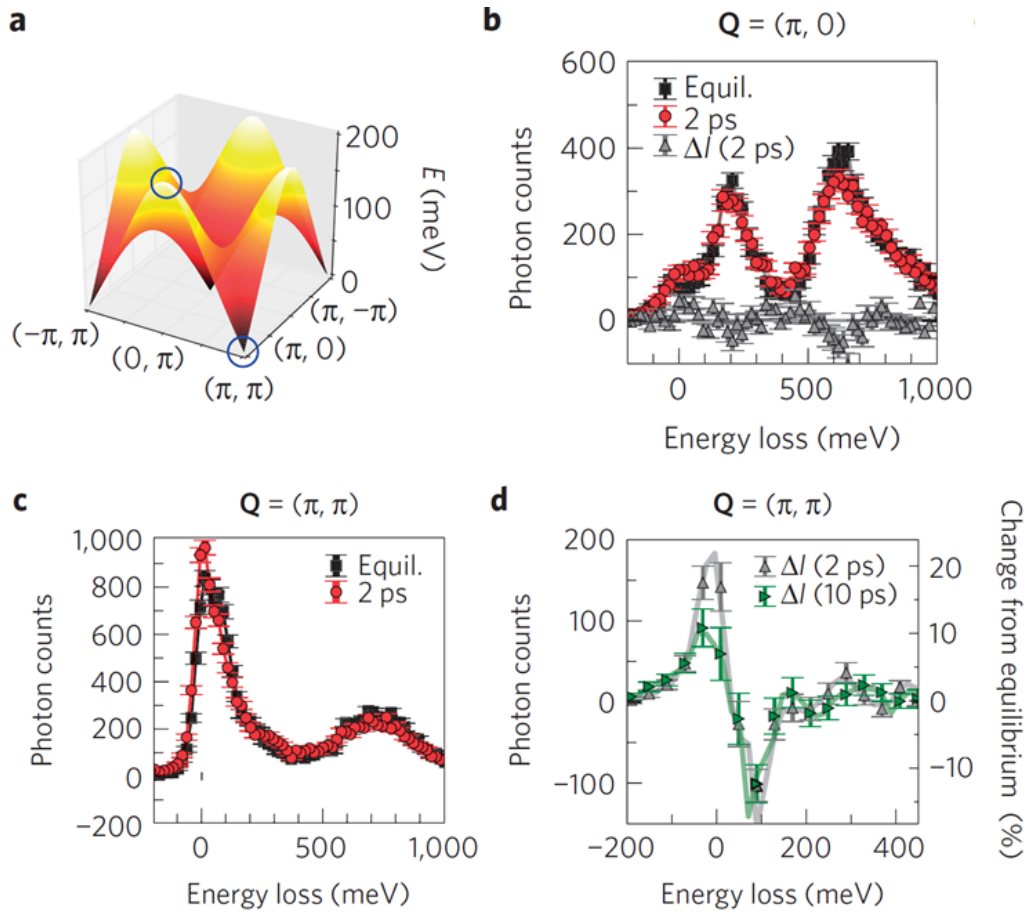 a
200
100
0
E (meV)
(−π, π)
(0, π)
(π, π)
(π, 0)
(π, −π)
b
Q = (π, 0)
600
400
200
0
Photon counts
Equil.
2 ps
ΔI (2 ps)
0
500
1,000
Energy loss (meV)
c
Q = (π, π)
1,000
800
600
400
200
0
−200
Photon counts
Equil.
2 ps
0
500
1,000
Energy loss (meV)
d
Q = (π, π)
200
100
0
−100
Photon counts
ΔI (2 ps)
ΔI (10 ps)
20
10
0
−10
Change from equilibrium (%)
−200
0
200
400
Energy loss (meV)